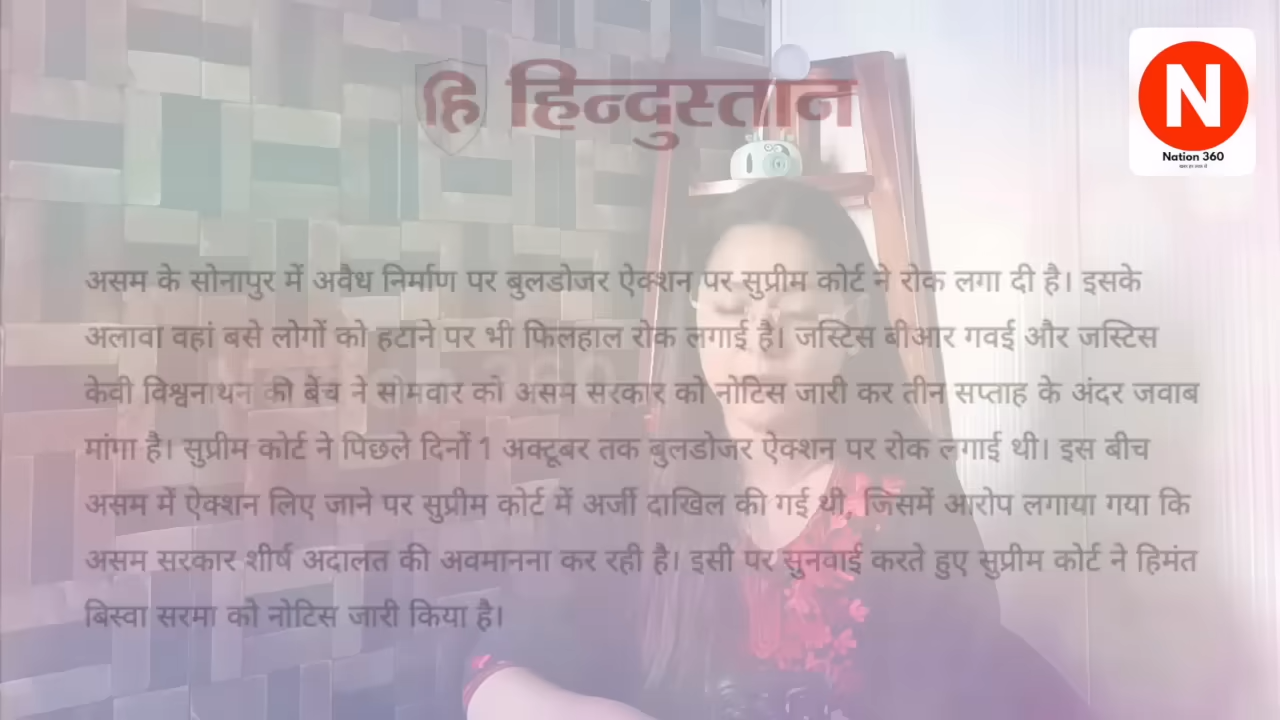 हि हिन्दुस्तान
N
Nation 360
असम के सोनापुर में अवैध निर्माण पर बुलडोजर ऐक्शन पर सुप्रीम कोर्ट ने रोक लगा दी है। इसके
अलावा वहां बसे लोगों को हटाने पर भी फिलहाल रोक लगाई है। जस्टिस बीआर गवई और जस्टिस
केवी विश्वनाथन की बेंच ने सोमवार को असम सरकार को नोटिस जारी कर तीन सप्ताह के अंदर जवाब
मांगा है। सुप्रीम कोर्ट ने पिछले दिनों 1 अक्टूबर तक बुलडोजर ऐक्शन पर रोक लगाई थी। इस बीच
असम में ऐक्शन लिए जाने पर सुप्रीम कोर्ट में अर्जी दाखिल की गई थी, जिसमें आरोप लगाया गया कि
असम सरकार शीर्ष अदालत की अवमानना कर रही है। इसी पर सुनवाई करते हुए सुप्रीम कोर्ट ने हिमंत
बिस्वा सरमा को नोटिस जारी किया है।